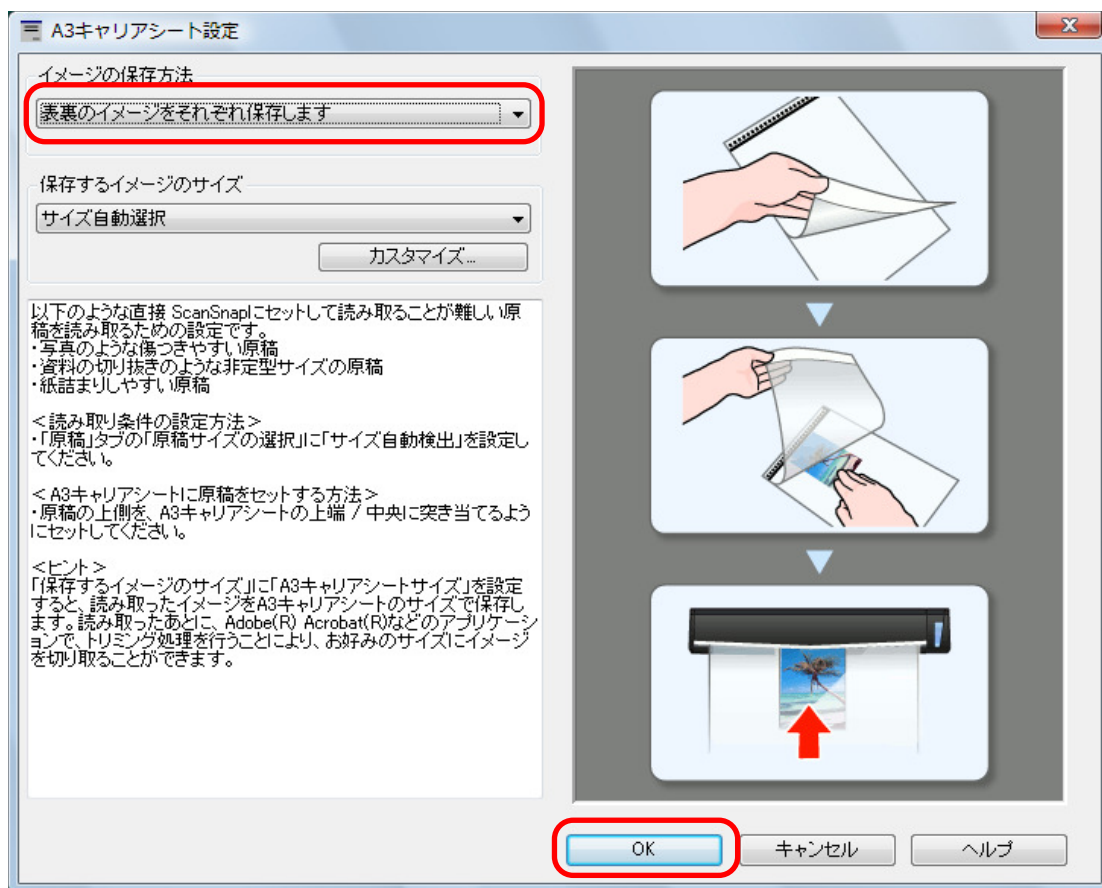 A3キャリアシート設定
イメージの保存方法
表裏のイメージをそれぞれ保存します
保存するイメージのサイズ
サイズ自動選択
カスタマイズ...
以下のような直接 ScanSnapにセットして読み取ることが難しい原
稿を読み取るための設定です。
・写真のような傷つきやすい原稿
・資料の切り抜きのような非定型サイズの原稿
・紙詰まりしやすい原稿
＜読み取り条件の設定方法＞
・「原稿」タブの「原稿サイズの選択」に「サイズ自動検出」を設定し
てください。
＜A3キャリアシートに原稿をセットする方法＞
・原稿の上側を、A3キャリアシートの上端 / 中央に突き当てるよう
にセットしてください。
＜ヒント＞
「保存するイメージのサイズ」に「A3キャリアシートサイズ」を設定
すると、読み取ったイメージをA3キャリアシートのサイズで保存し
ます。読み取ったあとに、Adobe(R) Acrobat(R)などのアプリケーシ
ョンで、トリミング処理を行うことにより、お好みのサイズにイメージ
を切り取ることができます。
OK
キャンセル
ヘルプ